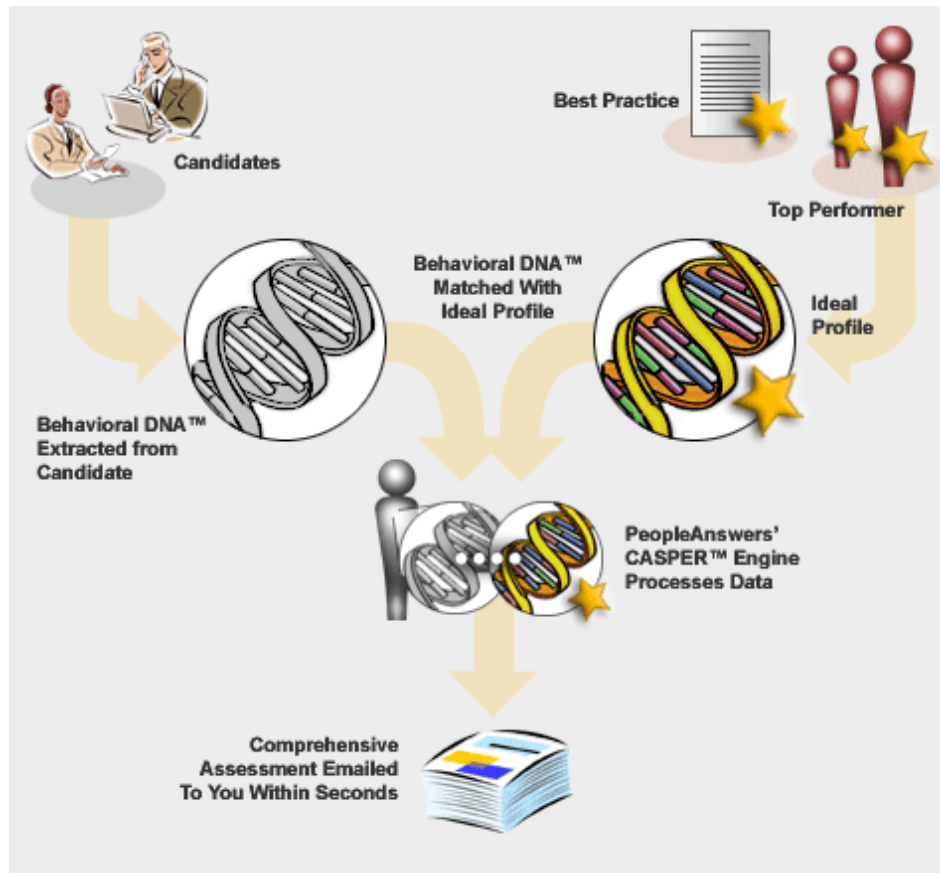 Best Practice
Candidates
Top Performer
Behavioral DNA™
Matched With
Ideal Profile
Ideal
Profile
Behavioral DNA™
Extracted from
Candidate
PeopleAnswers’
CASPER™ Engine
Processes Data
Comprehensive
Assessment Emailed
To You Within Seconds